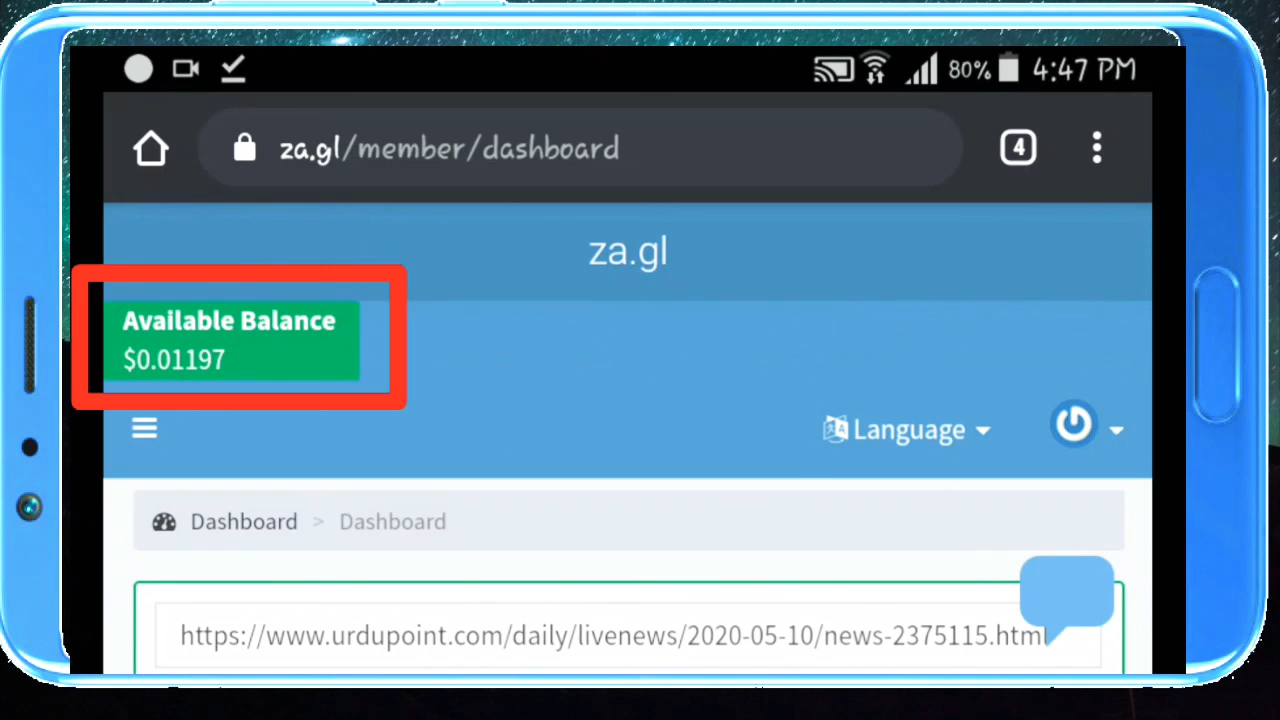 80% 4:47 PM
za.gl/member/dashboard 4
za.gl
Available Balance
$0.01197
Language
Dashboard > Dashboard
https://www.urdupoint.com/daily/livenews/2020-05-10/news-2375115.html